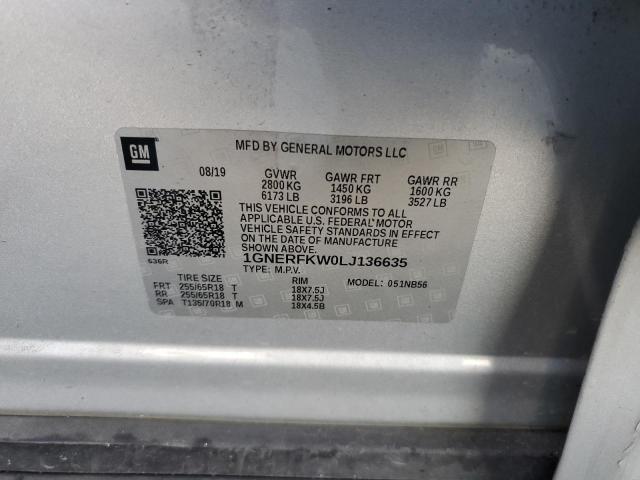 GM
MFD BY GENERAL MOTORS LLC
08/19 GVWR GAWR FRT GAWR RR
2800 KG 1450 KG 1600 KG
6173 LB 3196 LB 3527 LB
THIS VEHICLE CONFORMS TO ALL
APPLICABLE U.S. FEDERAL MOTOR
VEHICLE SAFETY STANDARDS IN EFFECT
ON THE DATE OF MANUFACTURE
SHOWN ABOVE.
636R
1GNERFKW0LJ136635
TYPE: M.P.V.
TIRE SIZE RIM MODEL: 051NB56
FRT 255/65R18 T 18X7.5J
RR 255/65R18 T 18X7.5J
SPA T135/70R18 M 18X4.5B